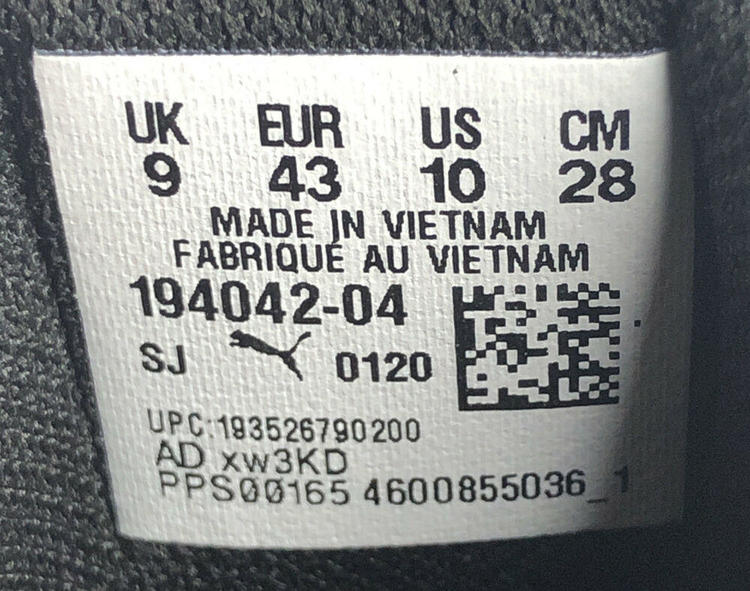 UK EUR US CM
9 43 10 28
MADE IN VIETNAM
FABRIQUÉ AU VIETNAM
194042-04
SJ 0120
UPC:193526790200
AD xw3KD
PPS00165 4600855036_1